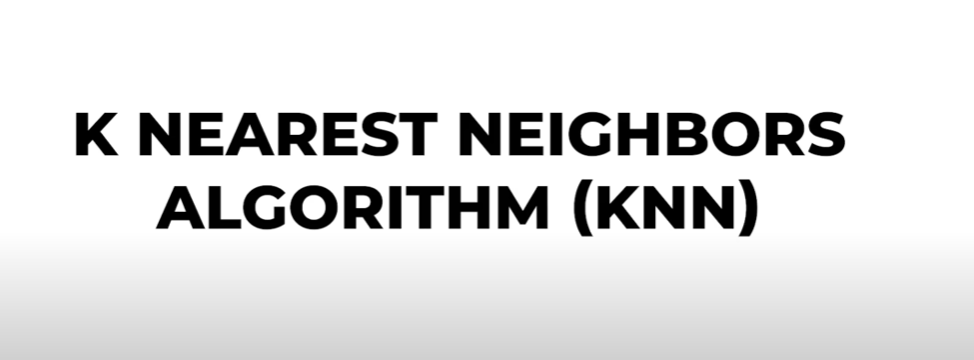 K NEAREST NEIGHBORS
ALGORITHM (KNN)